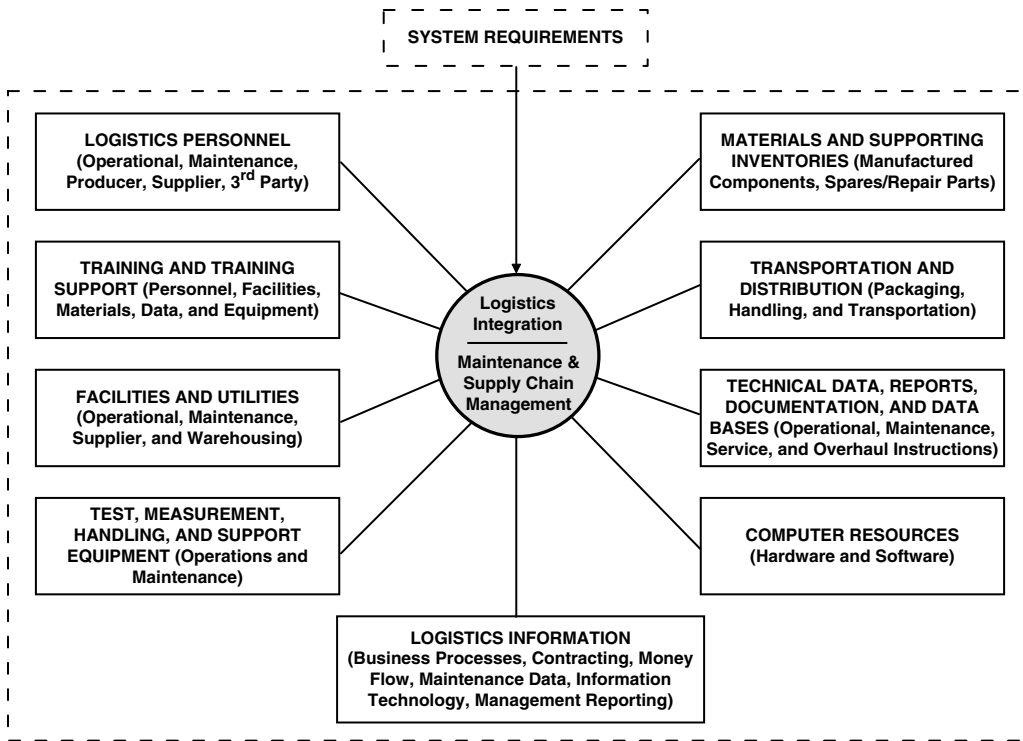 SYSTEM REQUIREMENTS
LOGISTICS PERSONNEL
(Operational, Maintenance,
Producer, Supplier, 3rd Party)
TRAINING AND TRAINING
SUPPORT (Personnel, Facilities,
Materials, Data, and Equipment)
FACILITIES AND UTILITIES
(Operational, Maintenance,
Supplier, and Warehousing)
TEST, MEASUREMENT,
HANDLING, AND SUPPORT
EQUIPMENT (Operations and
Maintenance)
Logistics
Integration
Maintenance &
Supply Chain
Management
MATERIALS AND SUPPORTING
INVENTORIES (Manufactured
Components, Spares/Repair Parts)
TRANSPORTATION AND
DISTRIBUTION (Packaging,
Handling, and Transportation)
TECHNICAL DATA, REPORTS,
DOCUMENTATION, AND DATA
BASES (Operational, Maintenance,
Service, and Overhaul Instructions)
COMPUTER RESOURCES
(Hardware and Software)
LOGISTICS INFORMATION
(Business Processes, Contracting, Money
Flow, Maintenance Data, Information
Technology, Management Reporting)